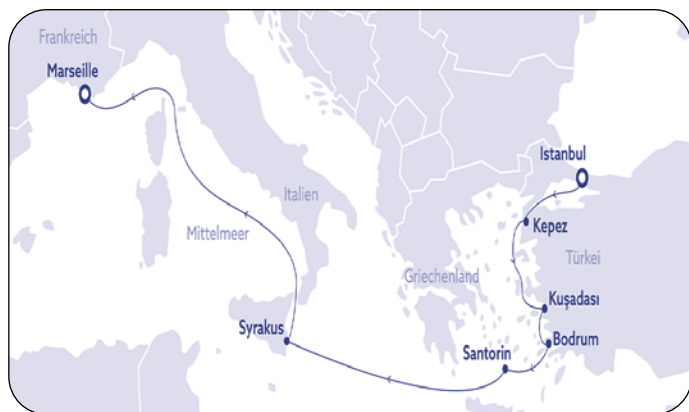 Frankreich
Marseille
Istanbul
Italien
Kepez
Mittelmeer
Türkei
Griechenland
Kuşadası
Syrakus
Bodrum
Santorin